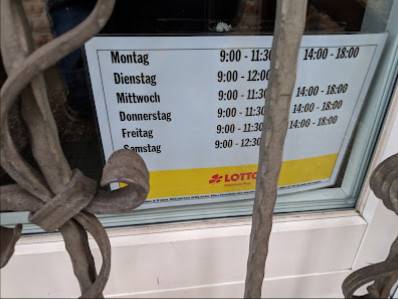 Montag 9:00 - 11:30 14:00 - 18:00
Dienstag 9:00 - 12:00
Mittwoch 9:00 - 11:30 14:00 - 18:00
Donnerstag 9:00 - 11:30 14:00 - 18:00
Freitag 9:00 - 11:30 14:00 - 18:00
Samstag 9:00 - 12:30
LOTTO